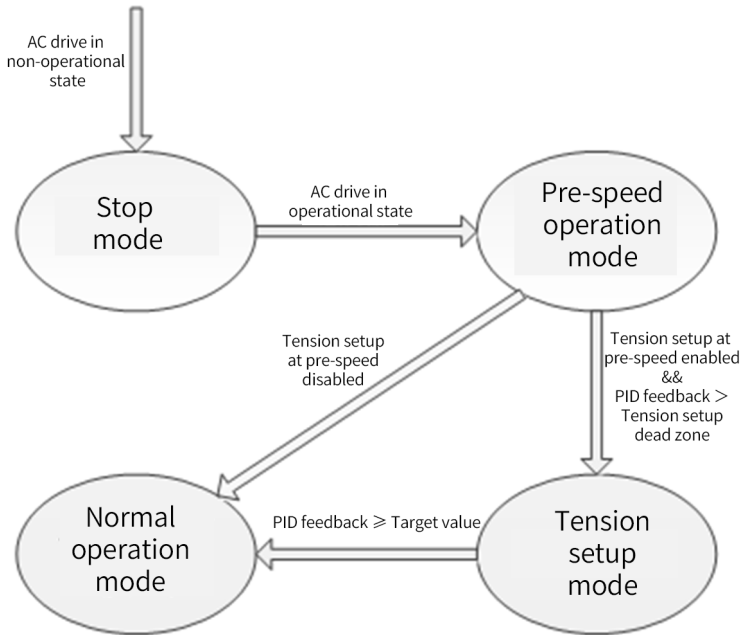 AC drive in
non-operational
state
Stop
mode
AC drive in
operational state
Pre-speed
operation
mode
Tension setup
at pre-speed
disabled
Tension setup at
pre-speed enabled
&&
PID feedback >
Tension setup
dead zone
Normal
operation
mode
PID feedback ⩾ Target value
Tension
setup
mode